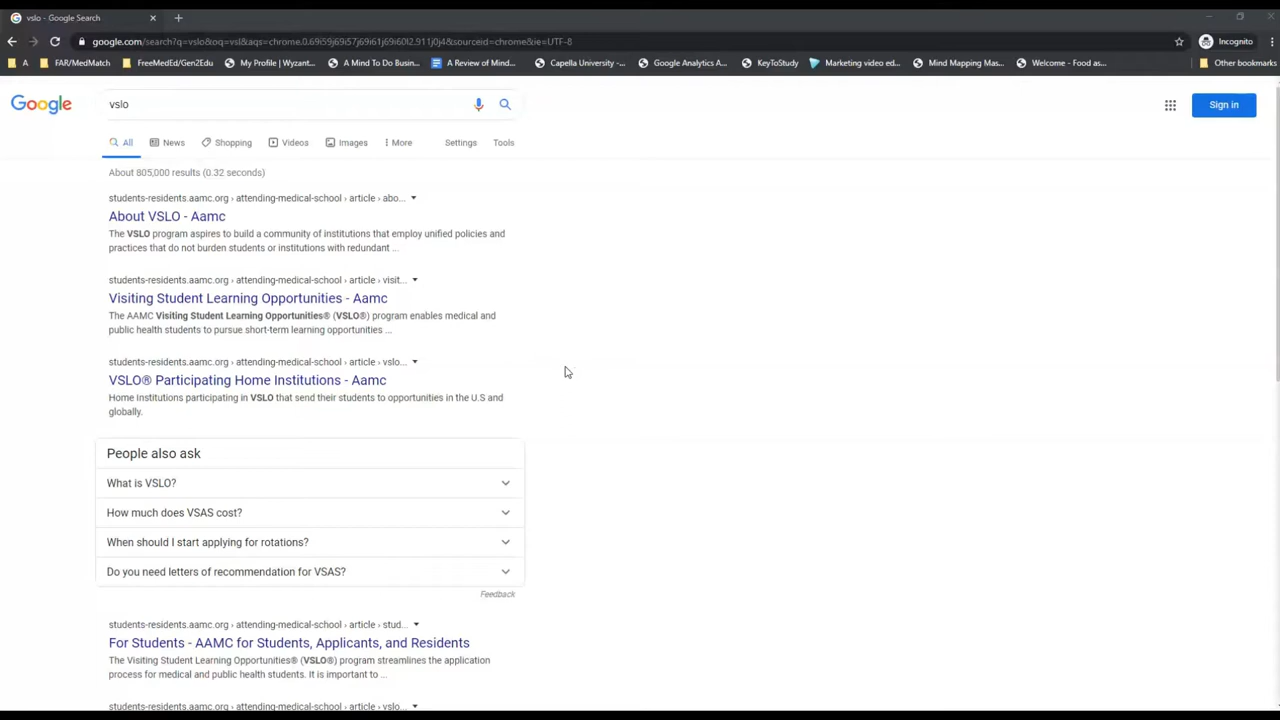 vslo - Google Search
google.com/search?q=vslo&oq=vsl&aqs=chrome.0.69i59j69i57j69i61j69i60l2.911j0j4&sourceid=chrome&ie=UTF-8
Incognito
A
FAR/MedMatch
FreeMedEd/Gen2Edu
My Profile | Wyzant...
A Mind To Do Busin...
A Review of Mind...
Capella University -...
Google Analytics A...
KeyToStudy
Marketing video ed...
Mind Mapping Mas...
Welcome - Food as...
Other bookmarks
Google
vslo
Sign in
All
News
Shopping
Videos
Images
More
Settings
Tools
About 805,000 results (0.32 seconds)
students-residents.aamc.org › attending-medical-school › article › abo...
About VSLO - Aamc
The VSLO program aspires to build a community of institutions that employ unified policies and
practices that do not burden students or institutions with redundant ...
students-residents.aamc.org › attending-medical-school › article › visit...
Visiting Student Learning Opportunities - Aamc
The AAMC Visiting Student Learning Opportunities® (VSLO®) program enables medical and
public health students to pursue short-term learning opportunities ...
students-residents.aamc.org › attending-medical-school › article › vslo...
VSLO® Participating Home Institutions - Aamc
Home Institutions participating in VSLO that send their students to opportunities in the U.S and
globally.
People also ask
What is VSLO?
How much does VSAS cost?
When should I start applying for rotations?
Do you need letters of recommendation for VSAS?
Feedback
students-residents.aamc.org › attending-medical-school › article › stud...
For Students - AAMC for Students, Applicants, and Residents
The Visiting Student Learning Opportunities® (VSLO®) program streamlines the application
process for medical and public health students. It is important to ...
students-residents.aamc.org › attending-medical-school › article › vslo...